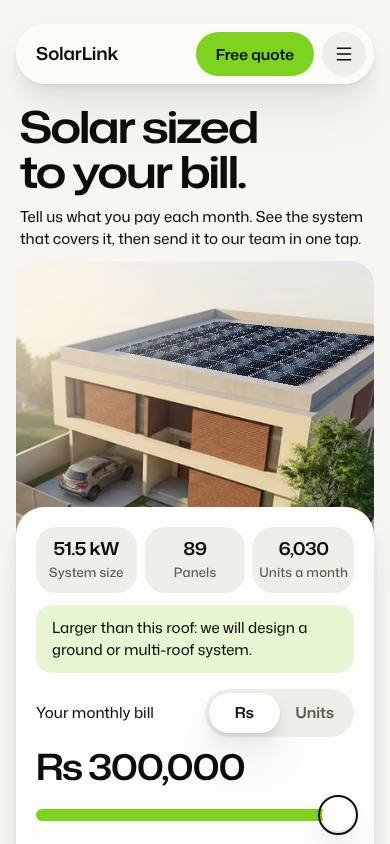 SolarLink
Free quote
Solar sized
to your bill.
Tell us what you pay each month. See the system
that covers it, then send it to our team in one tap.
51.5 kW
System size
89
Panels
6,030
Units a month
Larger than this roof: we will design a
ground or multi-roof system.
Your monthly bill
Rs
Units
Rs 300,000